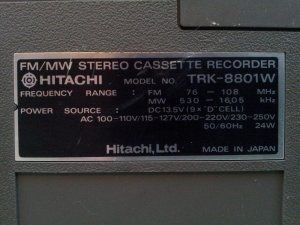 FM/MW STEREO CASSETTE RECORDER
HITACHI MODEL NO. TRK-8801W
FREQUENCY RANGE : FM 76 - 108 MHz
MW 530 - 1605 kHz
POWER SOURCE : DC 13.5V (9 × "D" CELL)
AC 100-110V/115-127V/200-220V/230-250V
50/60Hz 24W
Hitachi, Ltd. MADE IN JAPAN